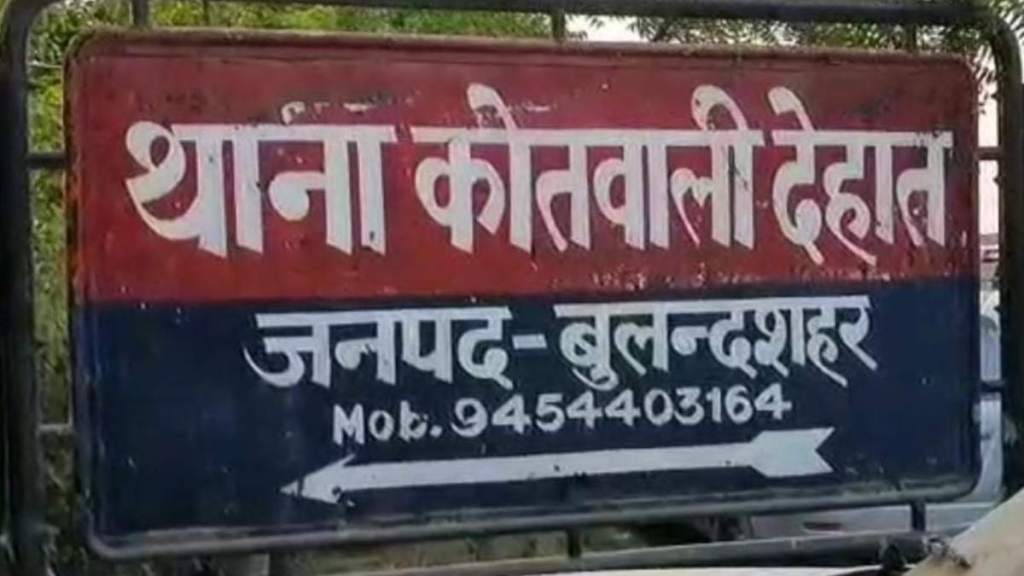 थाना कोतवाली देहात
जनपद-बुलन्दशहर
Mob. 9454403164